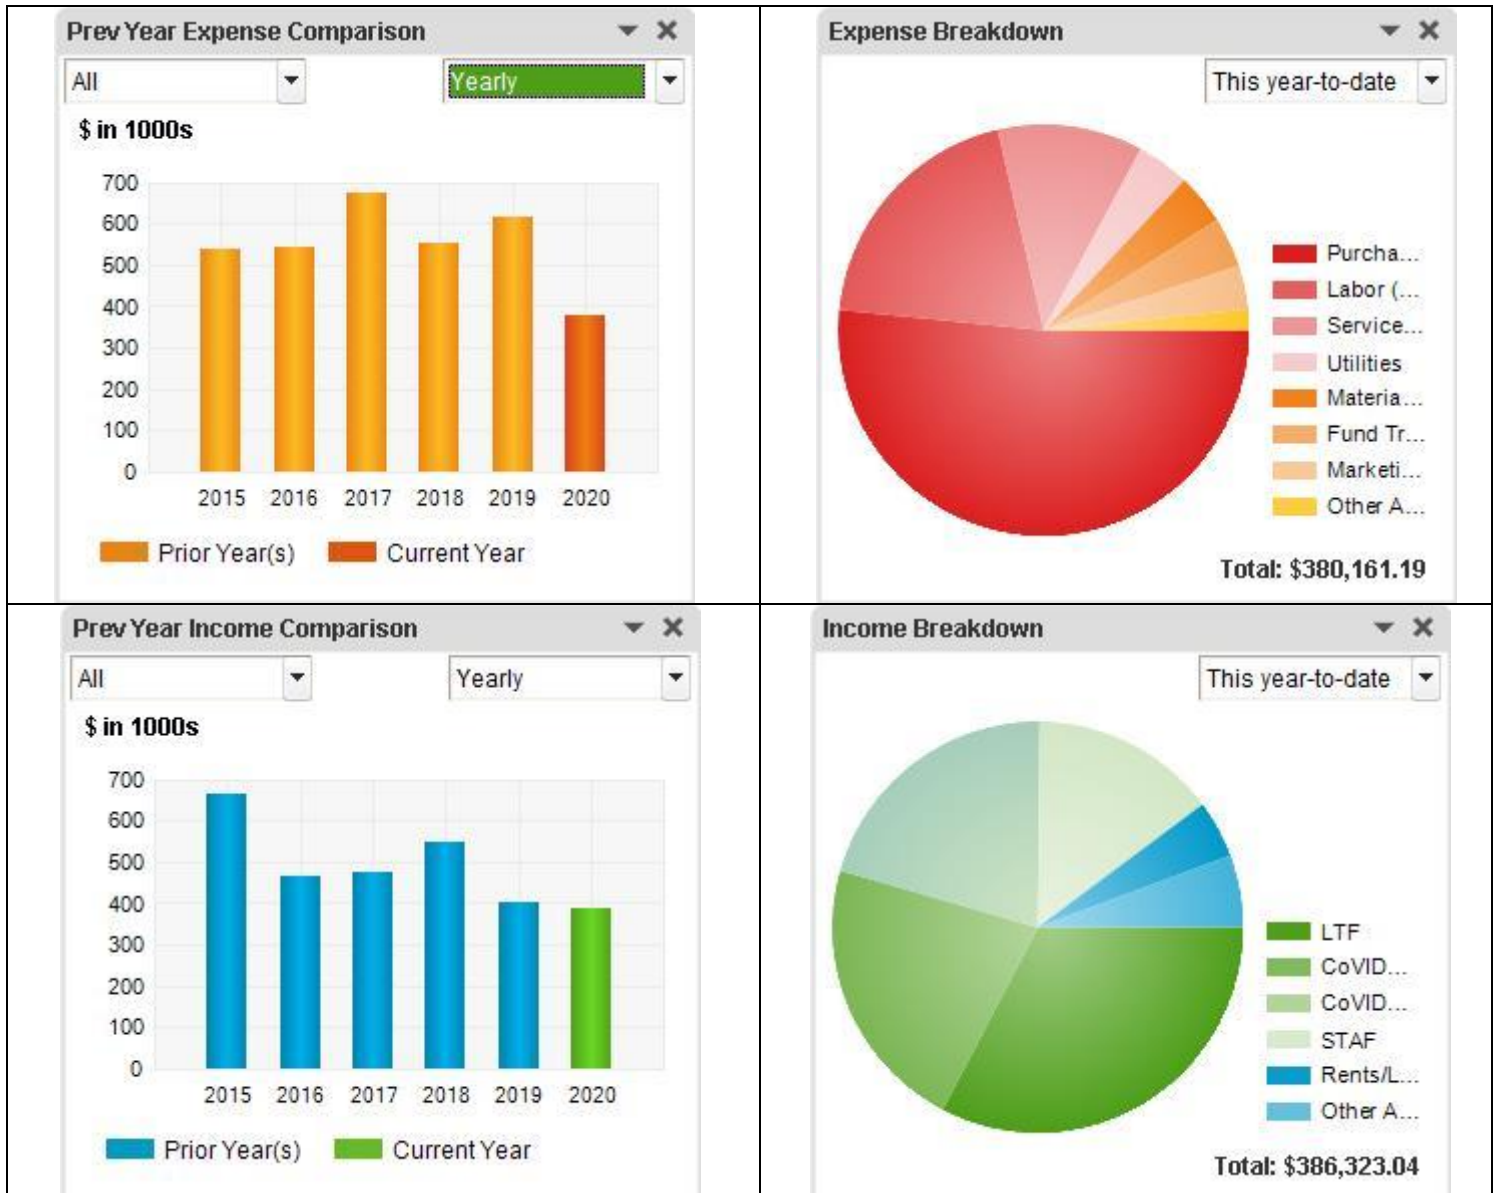 Prev Year Expense Comparison
All
Yearly
$ in 1000s
700
600
500
400
300
200
100
0
2015 2016 2017 2018 2019 2020
Prior Year(s) Current Year
Expense Breakdown
This year-to-date
Purcha...
Labor (...
Service...
Utilities
Materia...
Fund Tr...
Marketi...
Other A...
Total: $380,161.19
Prev Year Income Comparison
All
Yearly
$ in 1000s
700
600
500
400
300
200
100
0
2015 2016 2017 2018 2019 2020
Prior Year(s) Current Year
Income Breakdown
This year-to-date
LTF
CoVID...
CoVID...
STAF
Rents/L...
Other A...
Total: $386,323.04